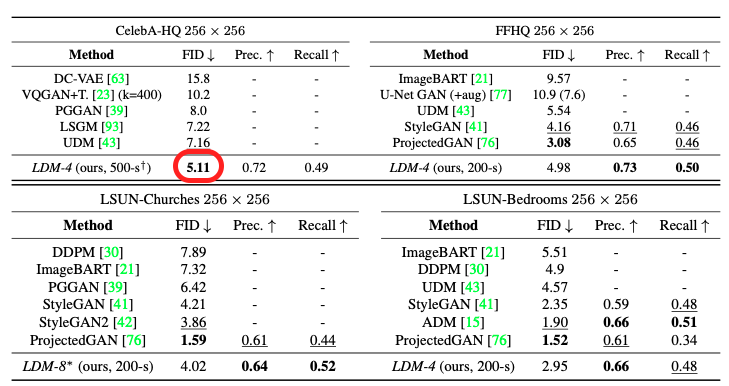 CelebA-HQ 256 × 256
Method FID ↓ Prec. ↑ Recall ↑
DC-VAE [63] 15.8 - -
VQGAN+T. [23] (k=400) 10.2 - -
PGGAN [39] 8.0 - -
LSGM [93] 7.22 - -
UDM [43] 7.16 - -
LDM-4 (ours, 500-s†) 5.11 0.72 0.49
FFHQ 256 × 256
Method FID ↓ Prec. ↑ Recall ↑
ImageBART [21] 9.57 - -
U-Net GAN (+aug) [77] 10.9 (7.6) - -
UDM [43] 5.54 - -
StyleGAN [41] 4.16 0.71 0.46
ProjectedGAN [76] 3.08 0.65 0.46
LDM-4 (ours, 200-s) 4.98 0.73 0.50
LSUN-Churches 256 × 256
Method FID ↓ Prec. ↑ Recall ↑
DDPM [30] 7.89 - -
ImageBART [21] 7.32 - -
PGGAN [39] 6.42 - -
StyleGAN [41] 4.21 - -
StyleGAN2 [42] 3.86 - -
ProjectedGAN [76] 1.59 0.61 0.44
LDM-8* (ours, 200-s) 4.02 0.64 0.52
LSUN-Bedrooms 256 × 256
Method FID ↓ Prec. ↑ Recall ↑
ImageBART [21] 5.51 - -
DDPM [30] 4.9 - -
UDM [43] 4.57 - -
StyleGAN [41] 2.35 0.59 0.48
ADM [15] 1.90 0.66 0.51
ProjectedGAN [76] 1.52 0.61 0.34
LDM-4 (ours, 200-s) 2.95 0.66 0.48